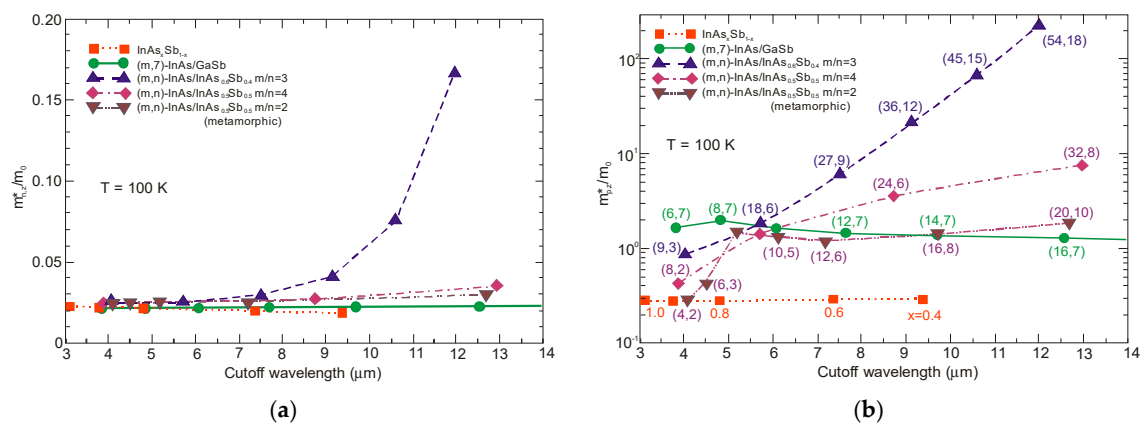 InAsₓSb₁₋ₓ
(m,7)-InAs/GaSb
(m,n)-InAs/InAs₀.₆Sb₀.₄ m/n=3
(m,n)-InAs/InAs₀.₅Sb₀.₅ m/n=4
(m,n)-InAs/InAs₀.₅Sb₀.₅ m/n=2
(metamorphic)
T = 100 K
m*ₙ,z/m₀
0.20
0.15
0.10
0.05
0.00
3 4 5 6 7 8 9 10 11 12 13 14
Cutoff wavelength (μm)
(a)
InAsₓSb₁₋ₓ
(m,7)-InAs/GaSb
(m,n)-InAs/InAs₀.₆Sb₀.₄ m/n=3
(m,n)-InAs/InAs₀.₅Sb₀.₅ m/n=4
(m,n)-InAs/InAs₀.₅Sb₀.₅ m/n=2
(metamorphic)
T = 100 K
m*ₚ,z/m₀
10²
10¹
10⁰
10⁻¹
(54,18)
(45,15)
(36,12)
(27,9)
(18,6)
(9,3)
(32,8)
(24,6)
(8,2)
(6,7)
(8,7)
(12,7)
(14,7)
(16,7)
(20,10)
(16,8)
(12,6)
(10,5)
(6,3)
(4,2)
1.0
0.8
0.6
x=0.4
3 4 5 6 7 8 9 10 11 12 13 14
Cutoff wavelength (μm)
(b)